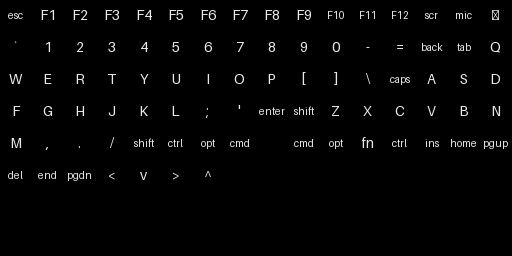 esc F1 F2 F3 F4 F5 F6 F7 F8 F9 F10 F11 F12 scr mic
` 1 2 3 4 5 6 7 8 9 0 - = back tab Q
W E R T Y U I O P [ ] \ caps A S D
F G H J K L ; ' enter shift Z X C V B N
M , . / shift ctrl opt cmd cmd opt fn ctrl ins home pgup
del end pgdn < v > ^